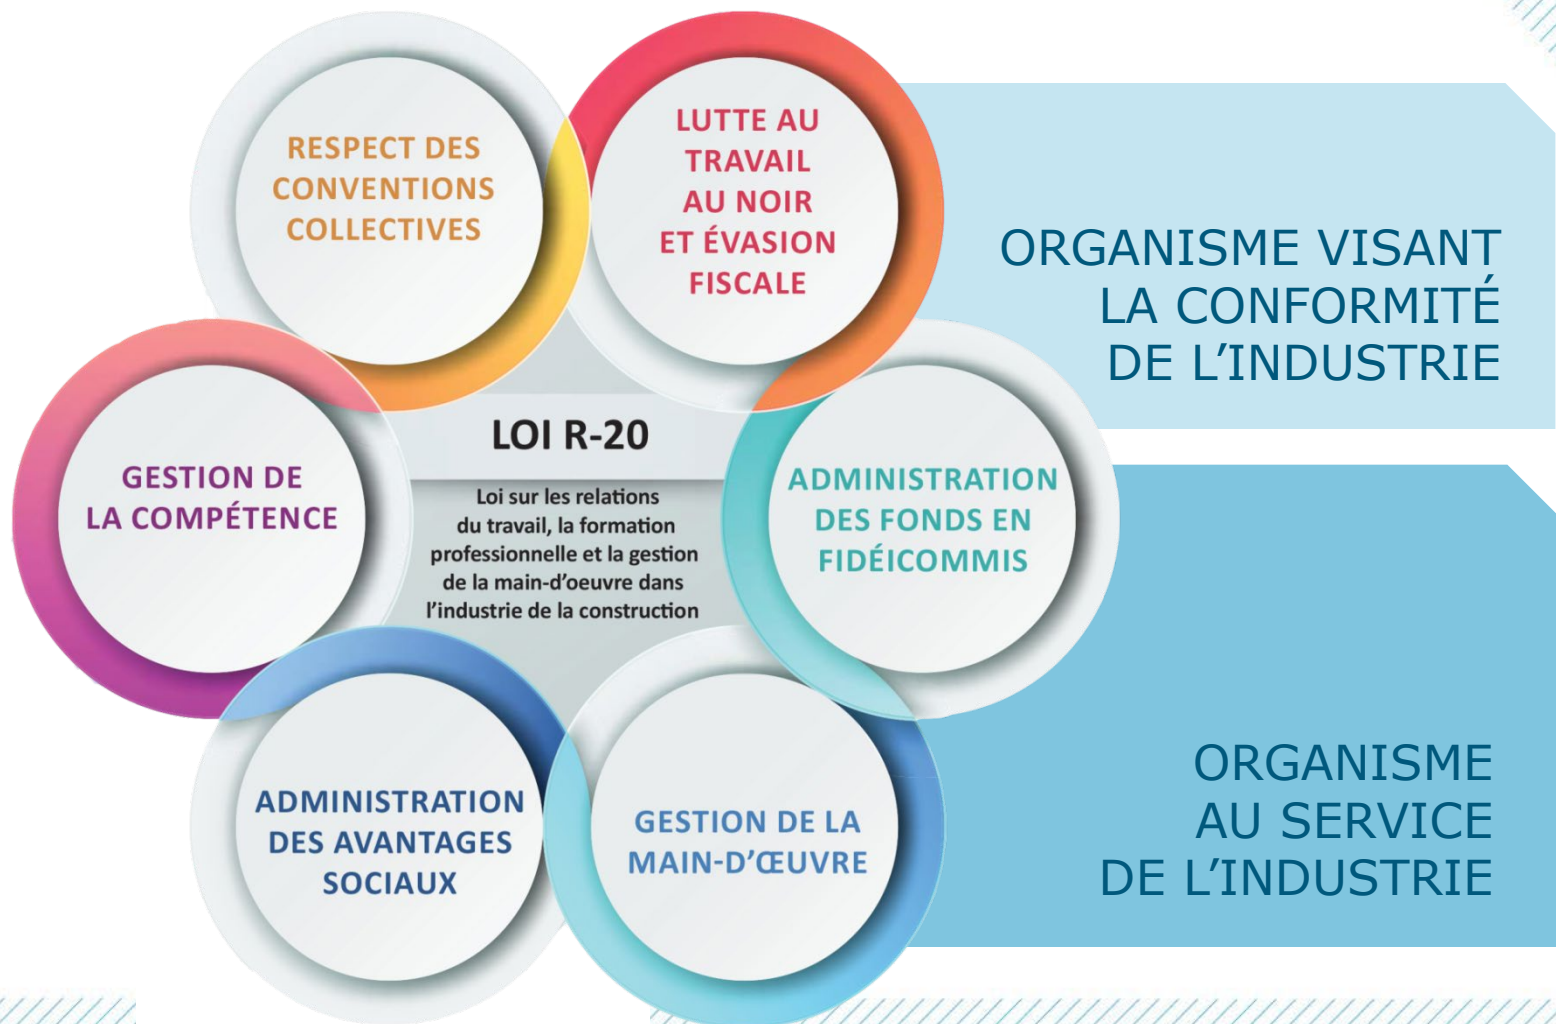 RESPECT DES
CONVENTIONS
COLLECTIVES
LUTTE AU
TRAVAIL
AU NOIR
ET ÉVASION
FISCALE
ORGANISME VISANT
LA CONFORMITÉ
DE L’INDUSTRIE
GESTION DE
LA COMPÉTENCE
LOI R-20
Loi sur les relations
du travail, la formation
professionnelle et la gestion
de la main-d'oeuvre dans
l'industrie de la construction
ADMINISTRATION
DES FONDS EN
FIDÉICOMMIS
ADMINISTRATION
DES AVANTAGES
SOCIAUX
GESTION DE LA
MAIN-D'ŒUVRE
ORGANISME
AU SERVICE
DE L’INDUSTRIE